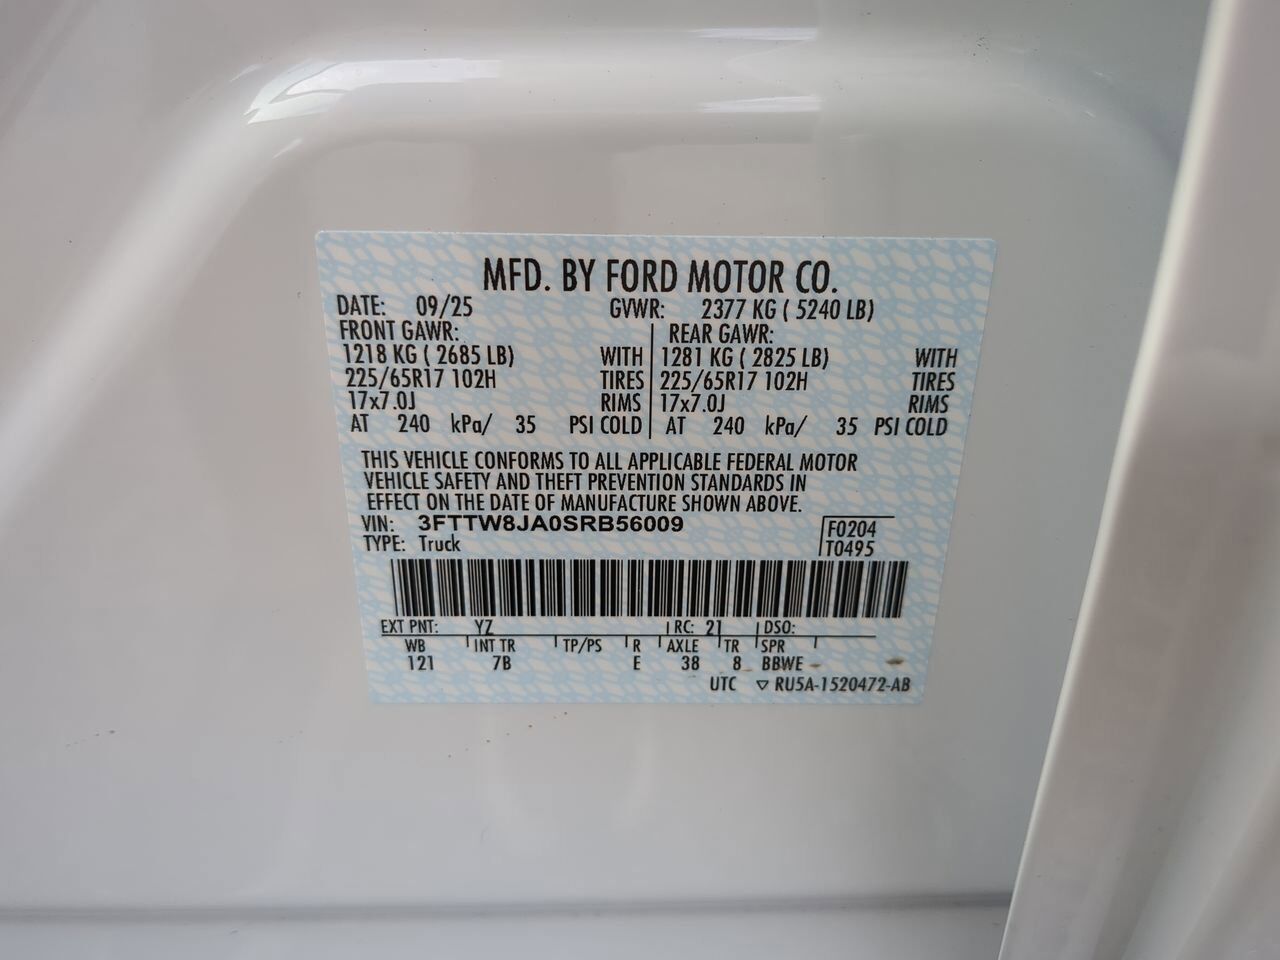 MFD. BY FORD MOTOR CO.
DATE: 09/25 GVWR: 2377 KG ( 5240 LB)
FRONT GAWR: REAR GAWR:
1218 KG ( 2685 LB) WITH 1281 KG ( 2825 LB) WITH
225/65R17 102H TIRES 225/65R17 102H TIRES
17x7.0J RIMS 17x7.0J RIMS
AT 240 kPa/ 35 PSI COLD AT 240 kPa/ 35 PSI COLD
THIS VEHICLE CONFORMS TO ALL APPLICABLE FEDERAL MOTOR
VEHICLE SAFETY AND THEFT PREVENTION STANDARDS IN
EFFECT ON THE DATE OF MANUFACTURE SHOWN ABOVE.
VIN: 3FTTW8JA0SRB56009 F0204
TYPE: Truck T0495
EXT PNT: YZ RC: 21 DSO:
WB INT TR TP/PS R AXLE TR SPR
121 7B E 38 8 BBWE
UTC ▽ RU5A-1520472-AB